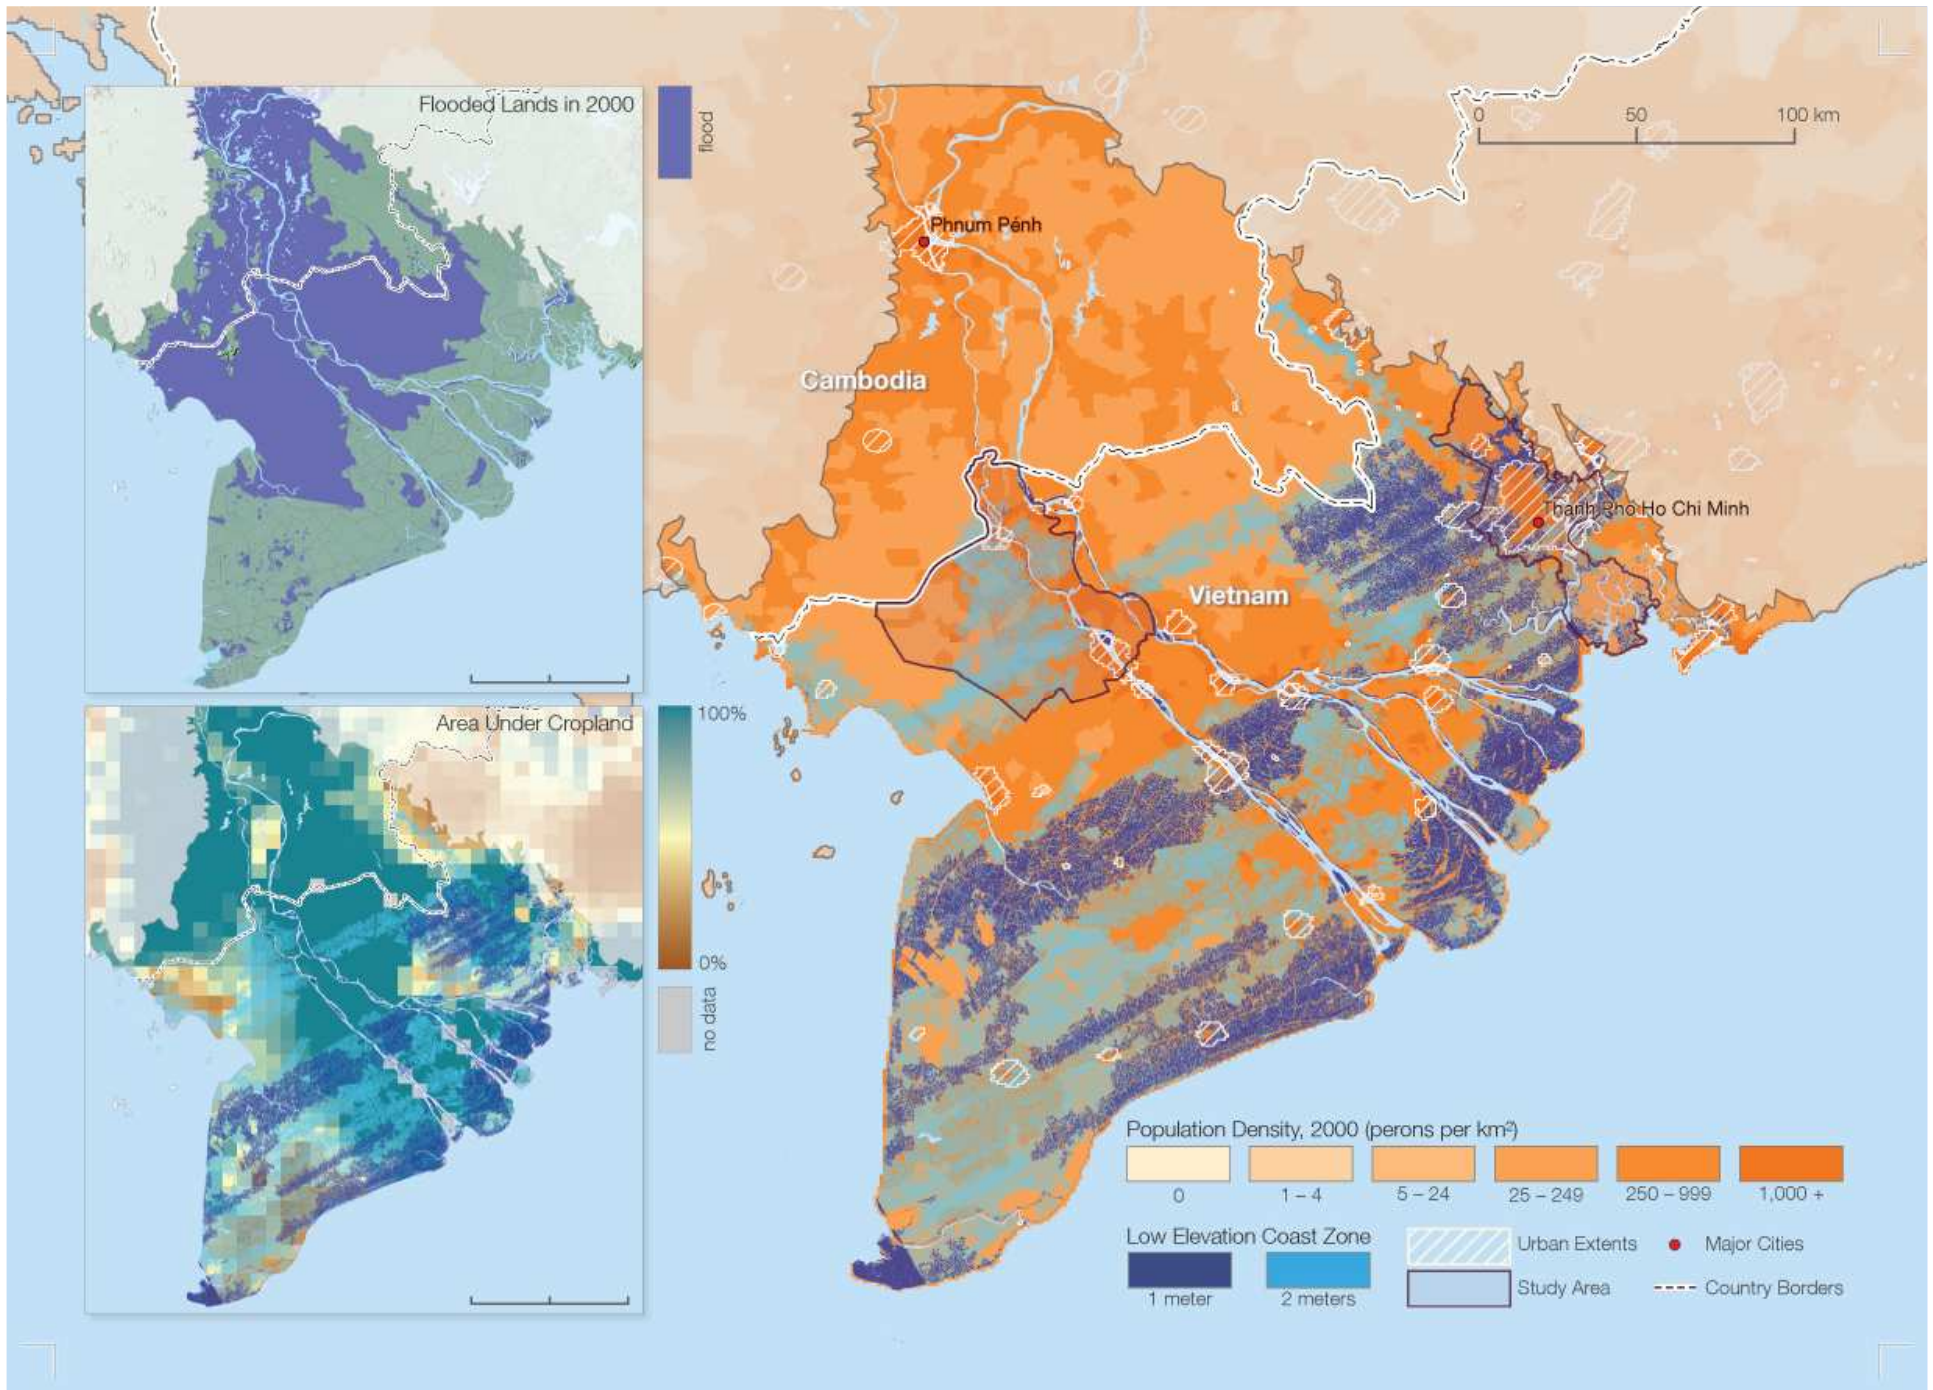 Flooded Lands in 2000
flood
0 50 100 km
Phnum Pénh
Cambodia
Thanh Pho Ho Chi Minh
Vietnam
Area Under Cropland
100%
0%
no data
Population Density, 2000 (perons per km²)
0 1 – 4 5 – 24 25 – 249 250 – 999 1,000 +
Low Elevation Coast Zone
1 meter 2 meters
Urban Extents
Major Cities
Study Area
Country Borders